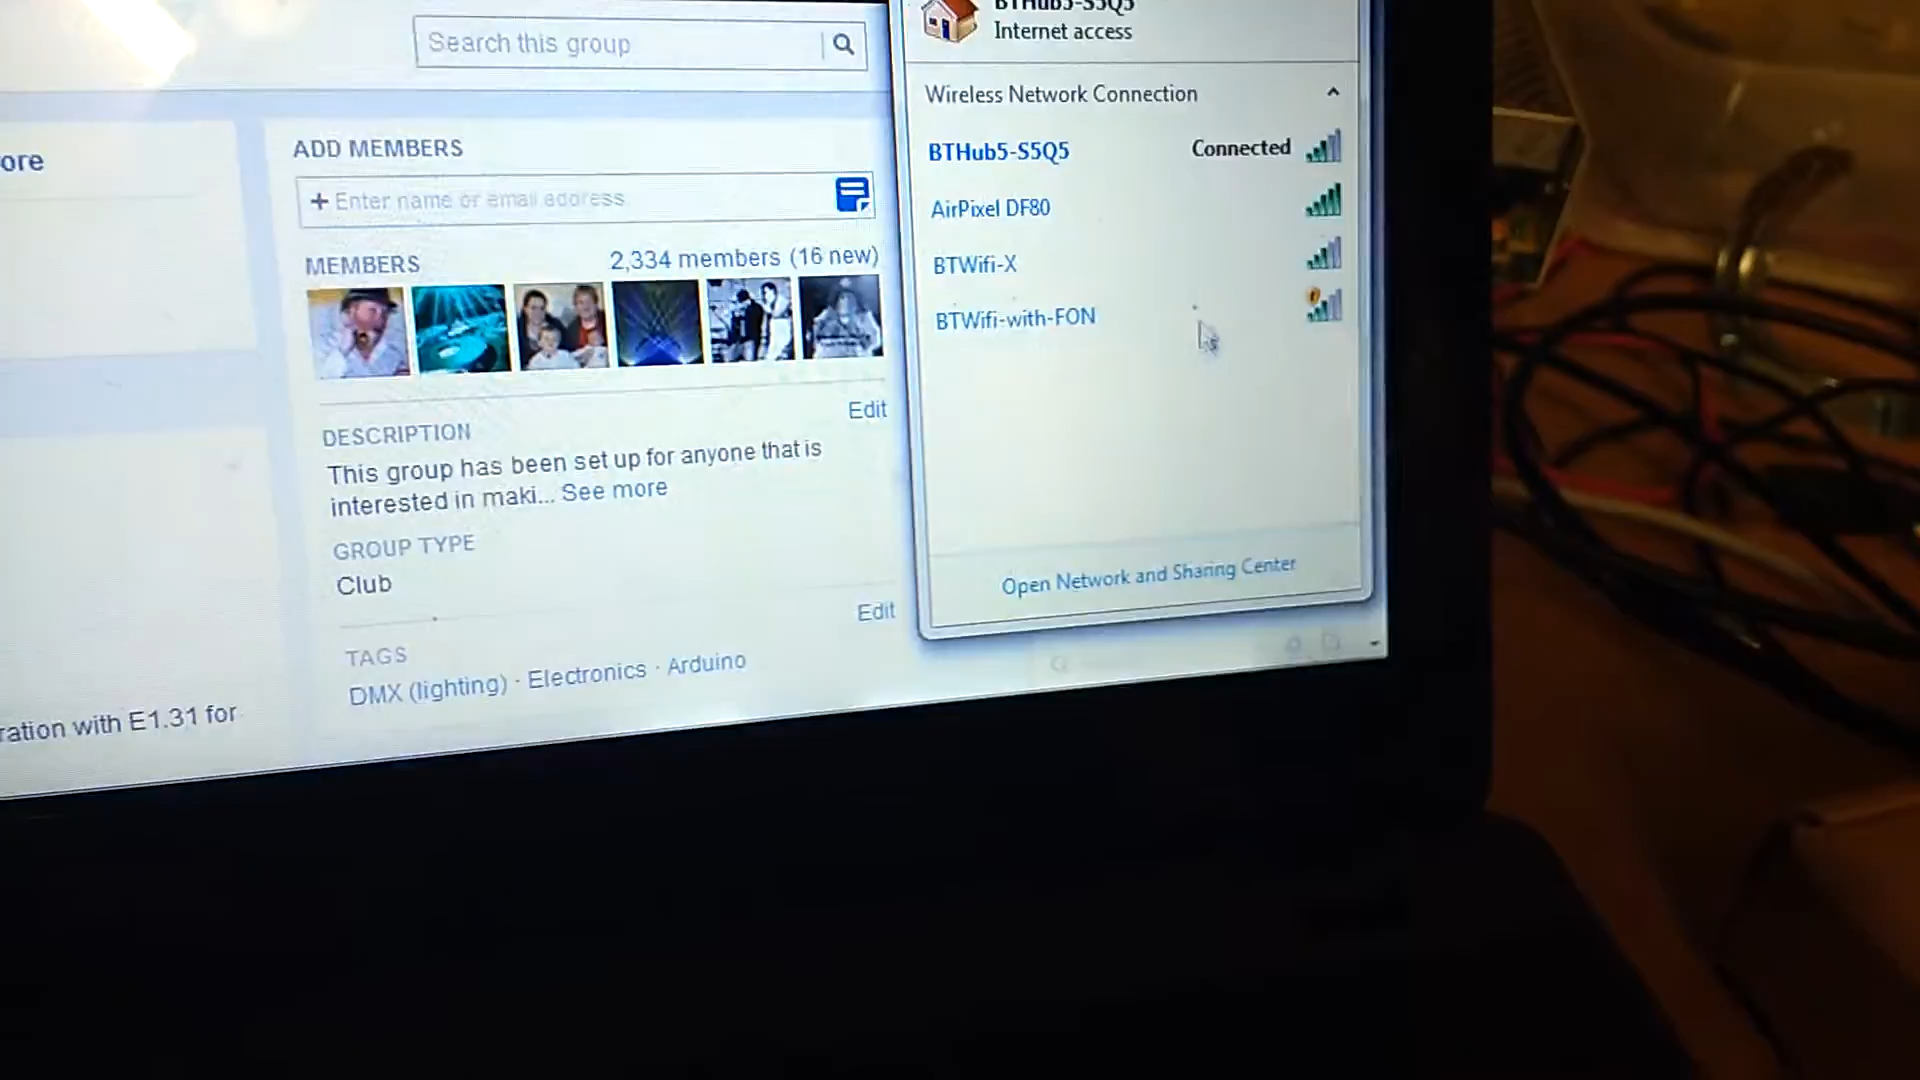 Search this group
ore
ADD MEMBERS
+ Enter name or email address
MEMBERS
2,334 members (16 new)
Edit
DESCRIPTION
This group has been set up for anyone that is
interested in maki... See more
GROUP TYPE
Club
Edit
TAGS
DMX (lighting) · Electronics · Arduino
ration with E1.31 for
BTHub5-S5Q5
Internet access
Wireless Network Connection
BTHub5-S5Q5 Connected
AirPixel DF80
BTWifi-X
BTWifi-with-FON
Open Network and Sharing Center